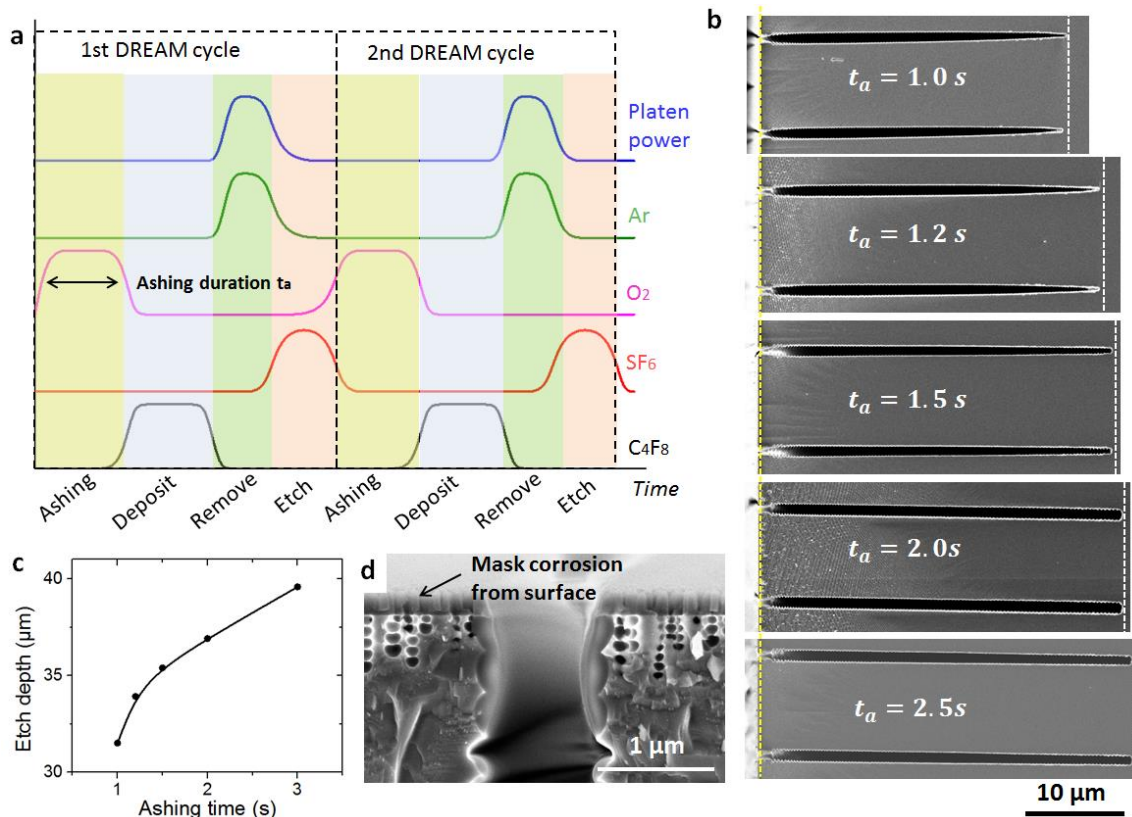 a
1st DREAM cycle
2nd DREAM cycle
Platen
power
Ar
Ashing duration ta
O2
SF6
C4F8
Ashing
Deposit
Remove
Etch
Ashing
Deposit
Remove
Etch
Time
b
ta = 1.0 s
ta = 1.2 s
ta = 1.5 s
ta = 2.0s
ta = 2.5s
10 µm
c
Etch depth (µm)
40
35
30
1
2
3
Ashing time (s)
d
Mask corrosion
from surface
1 µm